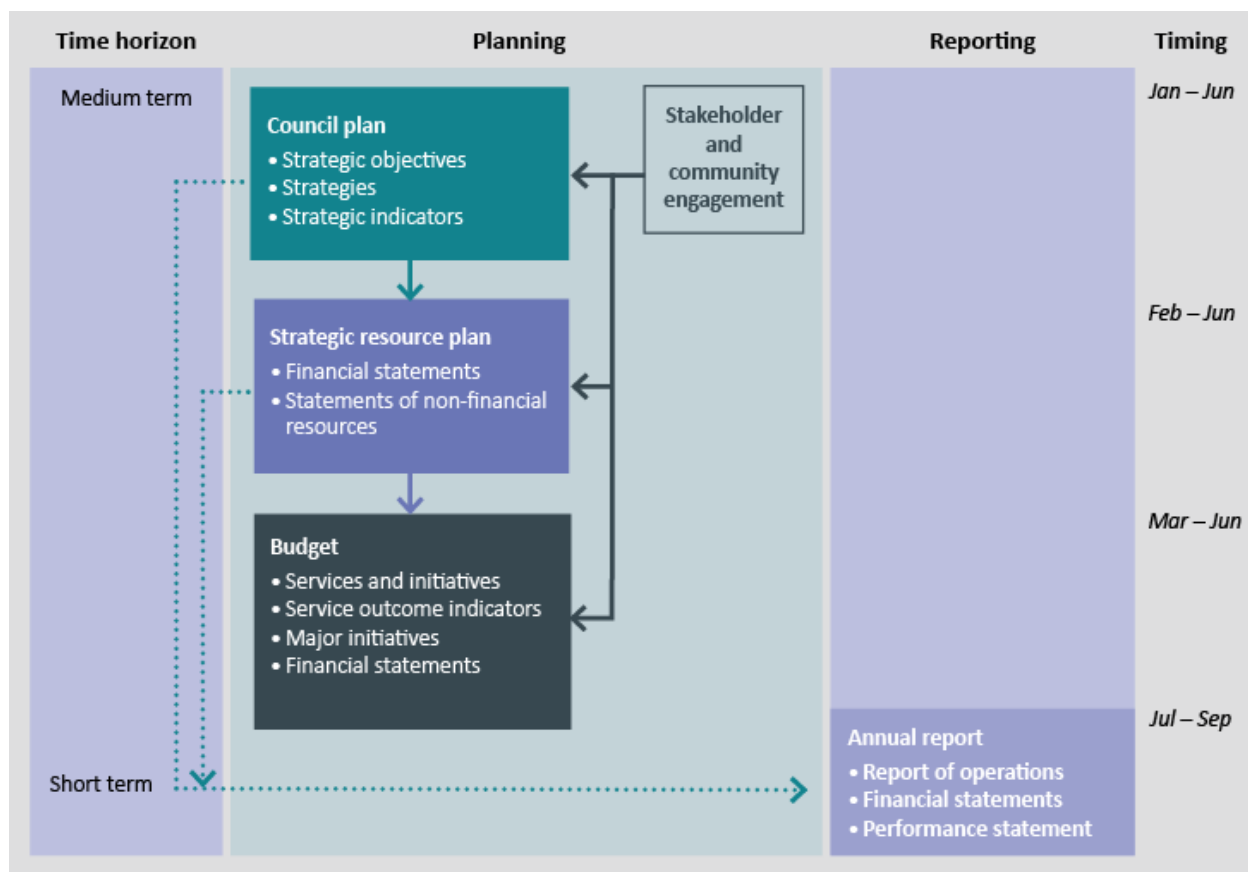 Time horizon
Planning
Reporting
Timing
Medium term
Jan – Jun
Council plan
• Strategic objectives
• Strategies
• Strategic indicators
Stakeholder
and
community
engagement
Feb – Jun
Strategic resource plan
• Financial statements
• Statements of non-financial
resources
Mar – Jun
Budget
• Services and initiatives
• Service outcome indicators
• Major initiatives
• Financial statements
Jul – Sep
Short term
Annual report
• Report of operations
• Financial statements
• Performance statement